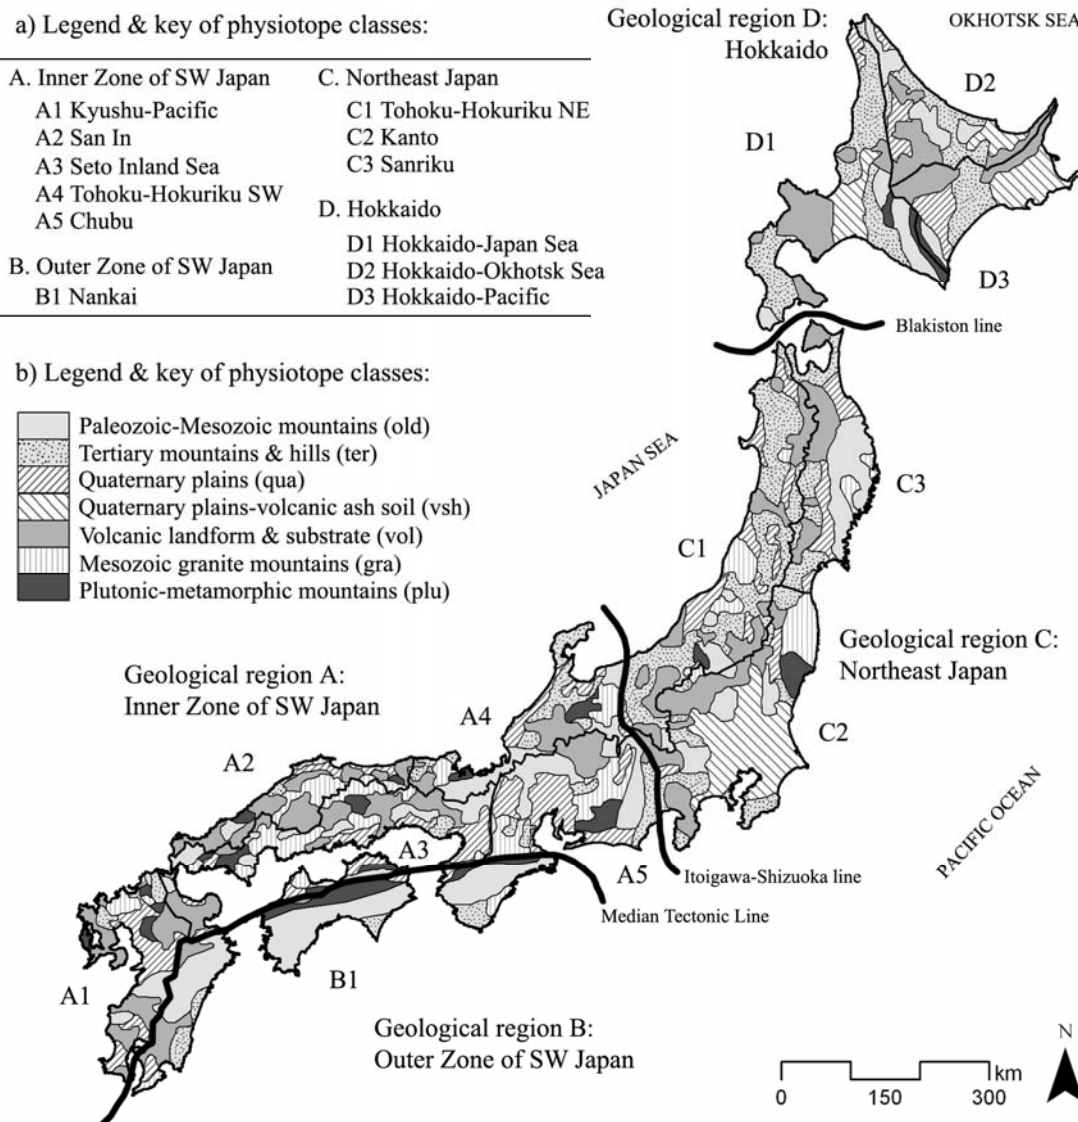 a) Legend & key of physiotope classes:
A. Inner Zone of SW Japan
A1 Kyushu-Pacific
A2 San In
A3 Seto Inland Sea
A4 Tohoku-Hokuriku SW
A5 Chubu
B. Outer Zone of SW Japan
B1 Nankai
C. Northeast Japan
C1 Tohoku-Hokuriku NE
C2 Kanto
C3 Sanriku
D. Hokkaido
D1 Hokkaido-Japan Sea
D2 Hokkaido-Okhotsk Sea
D3 Hokkaido-Pacific
b) Legend & key of physiotope classes:
Paleozoic-Mesozoic mountains (old)
Tertiary mountains & hills (ter)
Quaternary plains (qua)
Quaternary plains-volcanic ash soil (vsh)
Volcanic landform & substrate (vol)
Mesozoic granite mountains (gra)
Plutonic-metamorphic mountains (plu)
Geological region D:
Hokkaido
OKHOTSK SEA
D2
D1
D3
Blakiston line
JAPAN SEA
C3
C1
Geological region C:
Northeast Japan
Geological region A:
Inner Zone of SW Japan
A4
C2
A2
PACIFIC OCEAN
A3
A5
Itoigawa-Shizuoka line
Median Tectonic Line
B1
A1
Geological region B:
Outer Zone of SW Japan
N
km
0 150 300